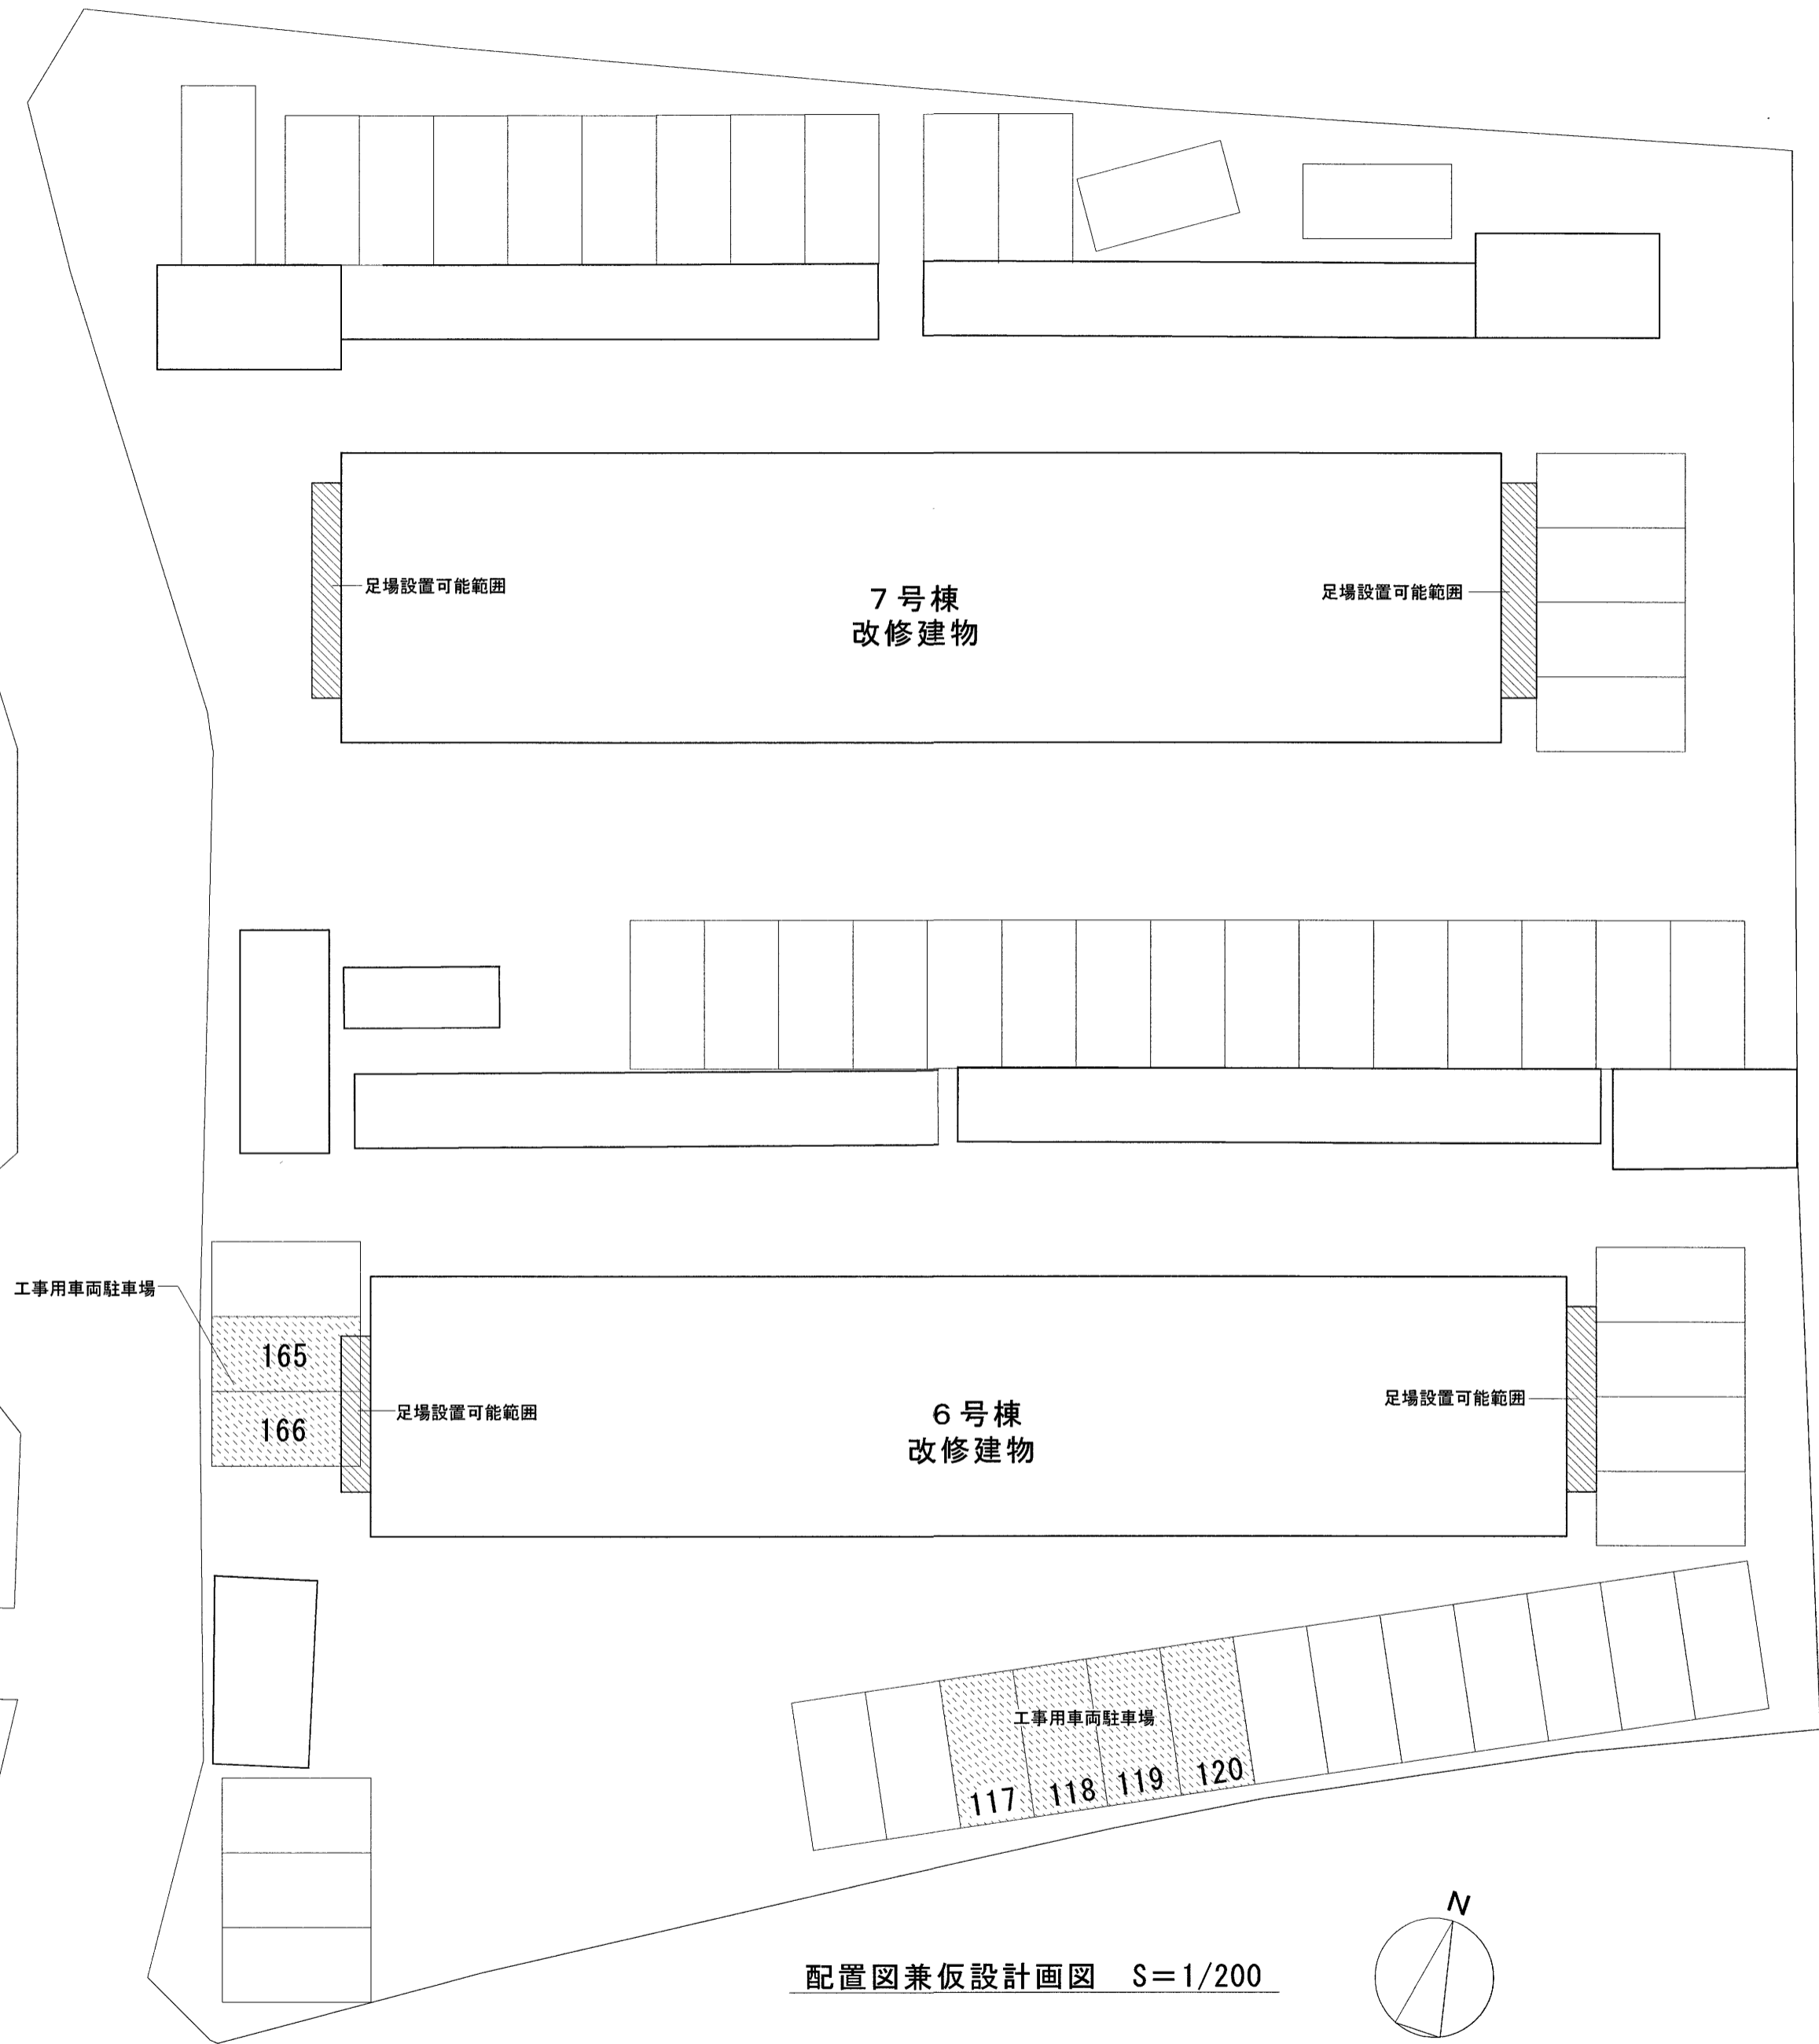 足場設置可能範囲
７号棟
改修建物
足場設置可能範囲
工事用車両駐車場
165
166
足場設置可能範囲
６号棟
改修建物
足場設置可能範囲
工事用車両駐車場
117
118
119
120
N
配置図兼仮設計画図　S＝1/200